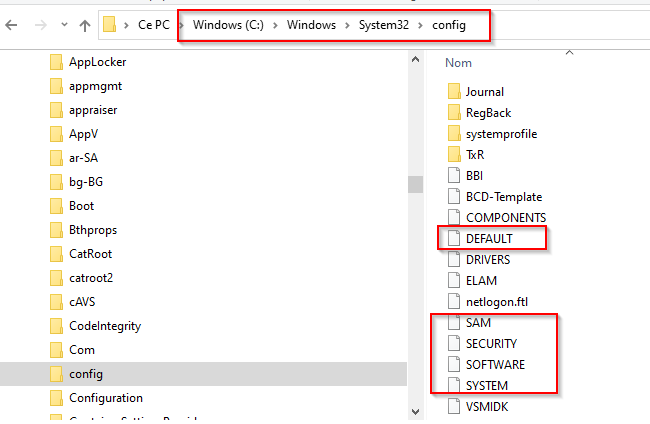 Ce PC > Windows (C:) > Windows > System32 > config
AppLocker
appmgmt
appraiser
AppV
ar-SA
bg-BG
Boot
Bthprops
CatRoot
catroot2
cAVS
CodeIntegrity
Com
config
Configuration
Nom
Journal
RegBack
systemprofile
TxR
BBI
BCD-Template
COMPONENTS
DEFAULT
DRIVERS
ELAM
netlogon.ftl
SAM
SECURITY
SOFTWARE
SYSTEM
VSMIDK